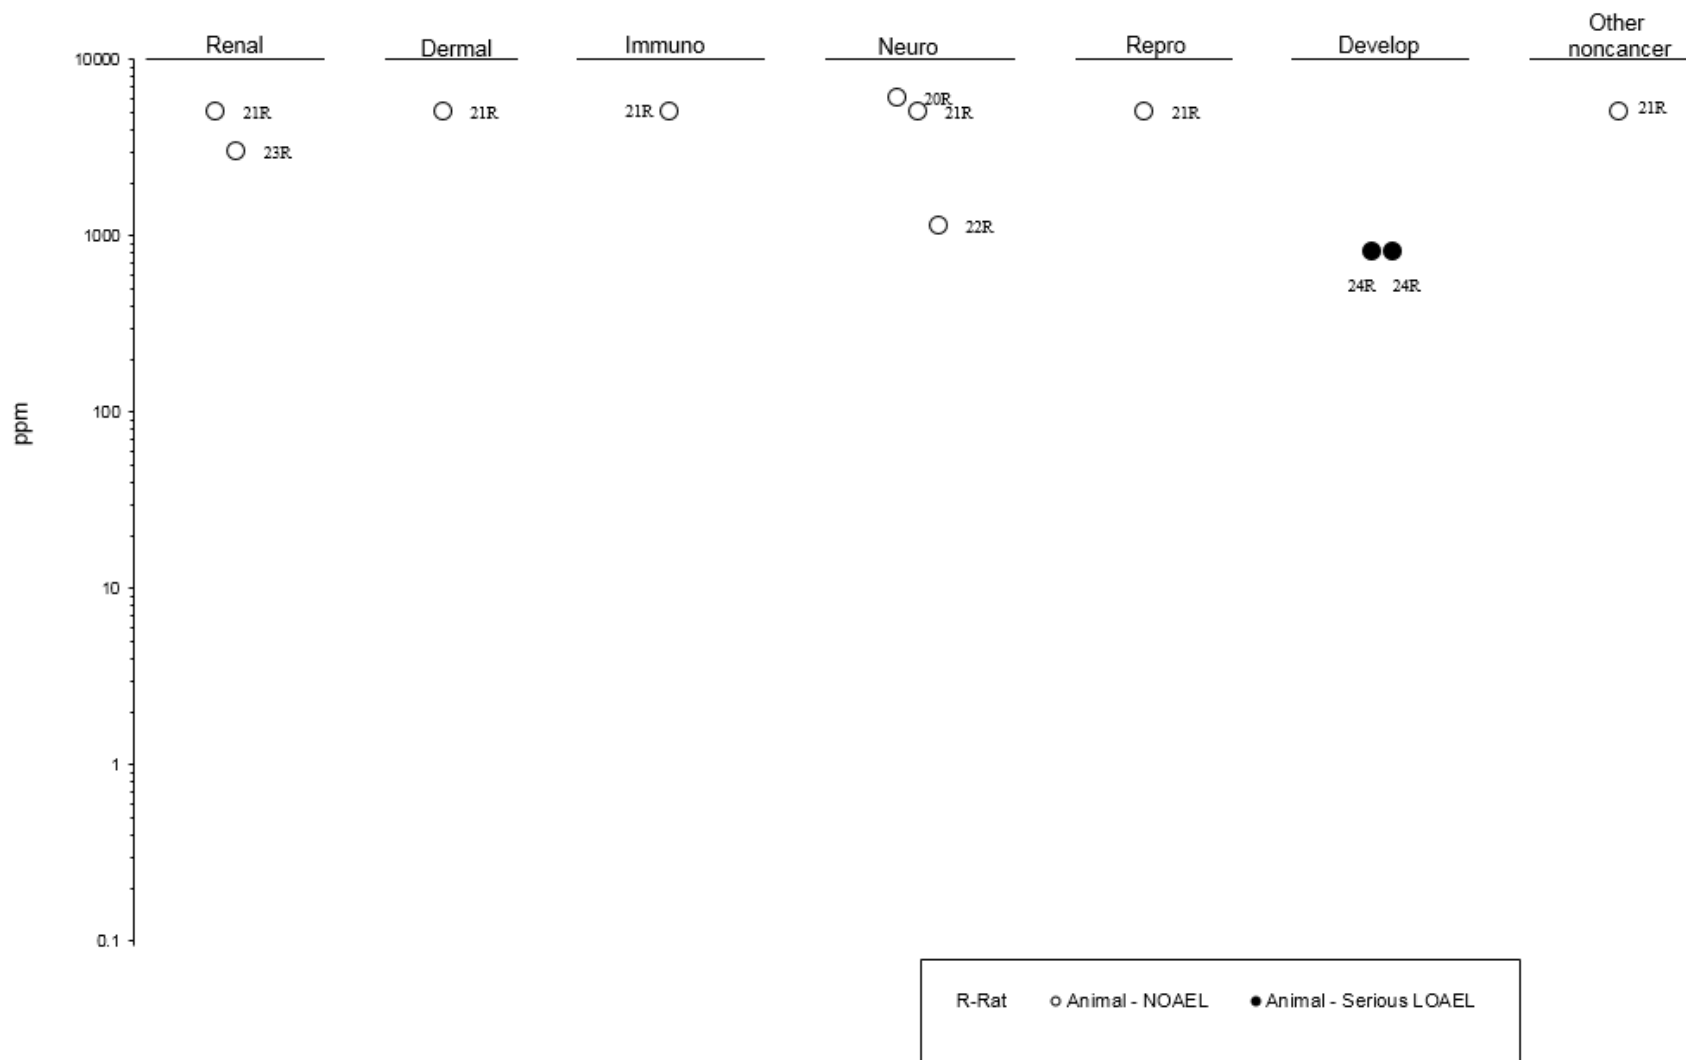 Renal
Dermal
Immuno
Neuro
Repro
Develop
Other
noncancer
10000
1000
100
10
1
0.1
ppm
21R
23R
21R
21R
20R
21R
22R
21R
24R 24R
21R
R-Rat Animal - NOAEL Animal - Serious LOAEL